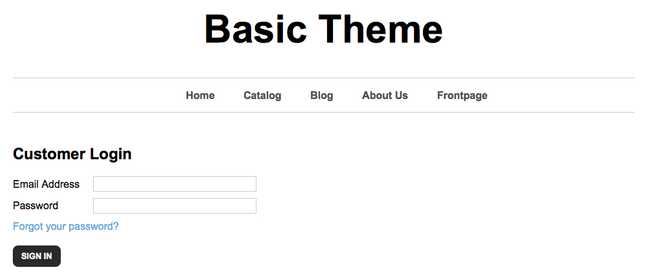 Basic Theme
Home Catalog Blog About Us Frontpage
Customer Login
Email Address
Password
Forgot your password?
SIGN IN